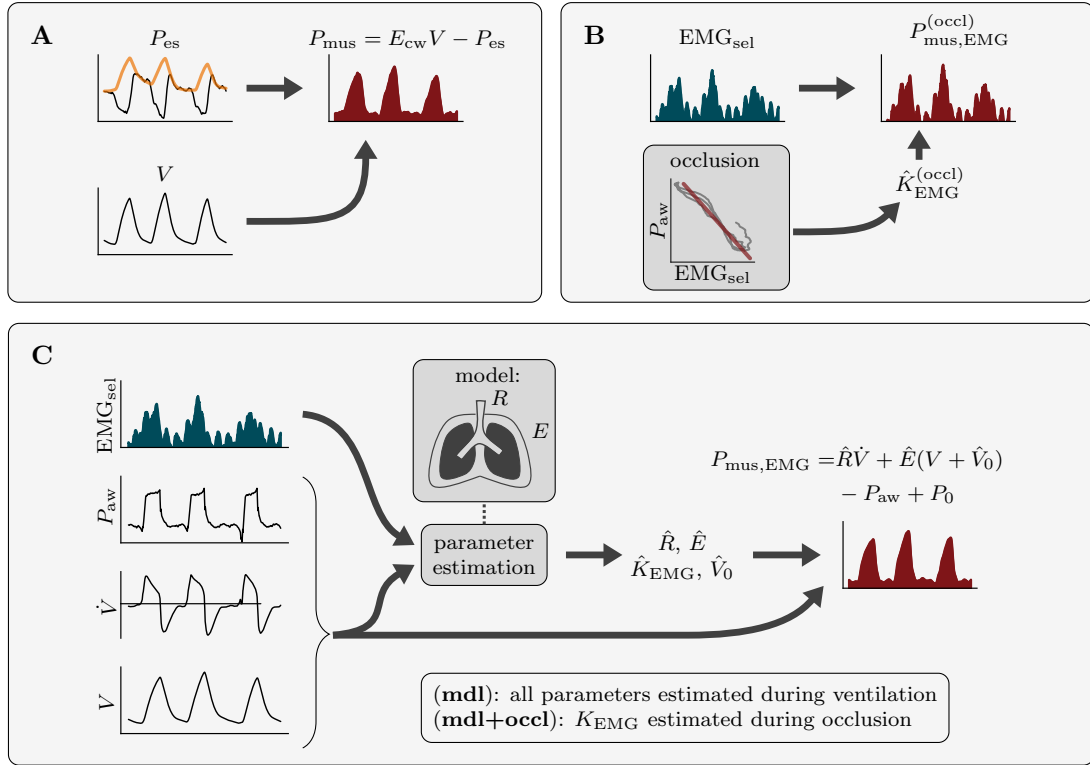 A
P_es
P_mus = E_cw V − P_es
V
B
EMG_sel
P_mus,EMG^(occl)
occlusion
P_aw
EMG_sel
K̂_EMG^(occl)
C
EMG_sel
P_aw
V̇
V
model:
R
E
parameter
estimation
R̂, Ê
K̂_EMG, V̂_0
P_mus,EMG = R̂V̇ + Ê(V + V̂_0)
− P_aw + P_0
(mdl): all parameters estimated during ventilation
(mdl+occl): K_EMG estimated during occlusion